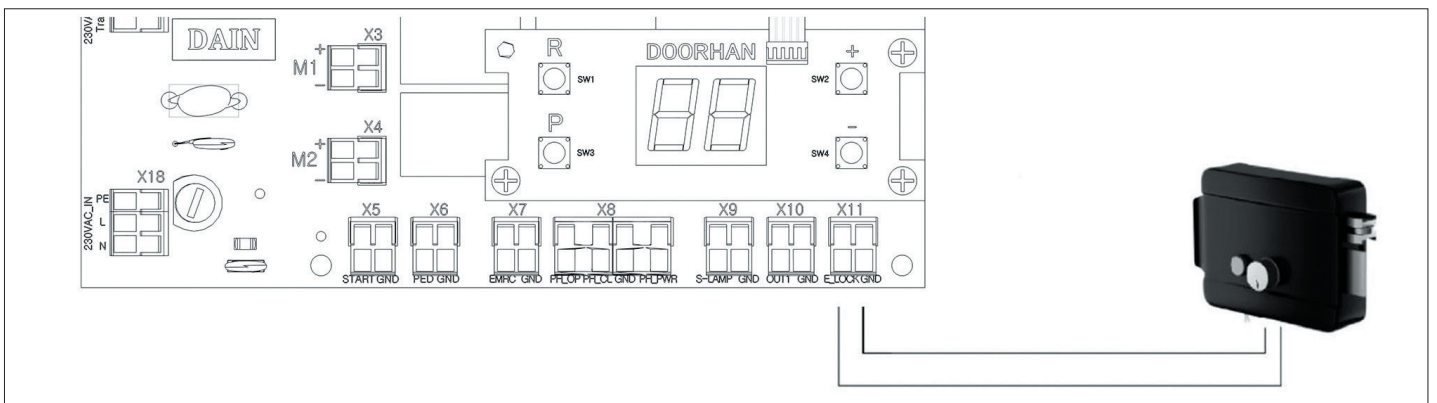 230VA
Tra
DAIN
X3
M1 + -
X4
M2 + -
X18
230VAC_IN
PE
L
N
R
SW1
P
SW3
DOORHAN
+
SW2
-
SW4
X5 X6 X7 X8 X9 X10 X11
START GND PED GND EMRC GND PH_OP PH_CL GND PH_PWR S-LAMP GND OUT1 GND E_LOCK GND